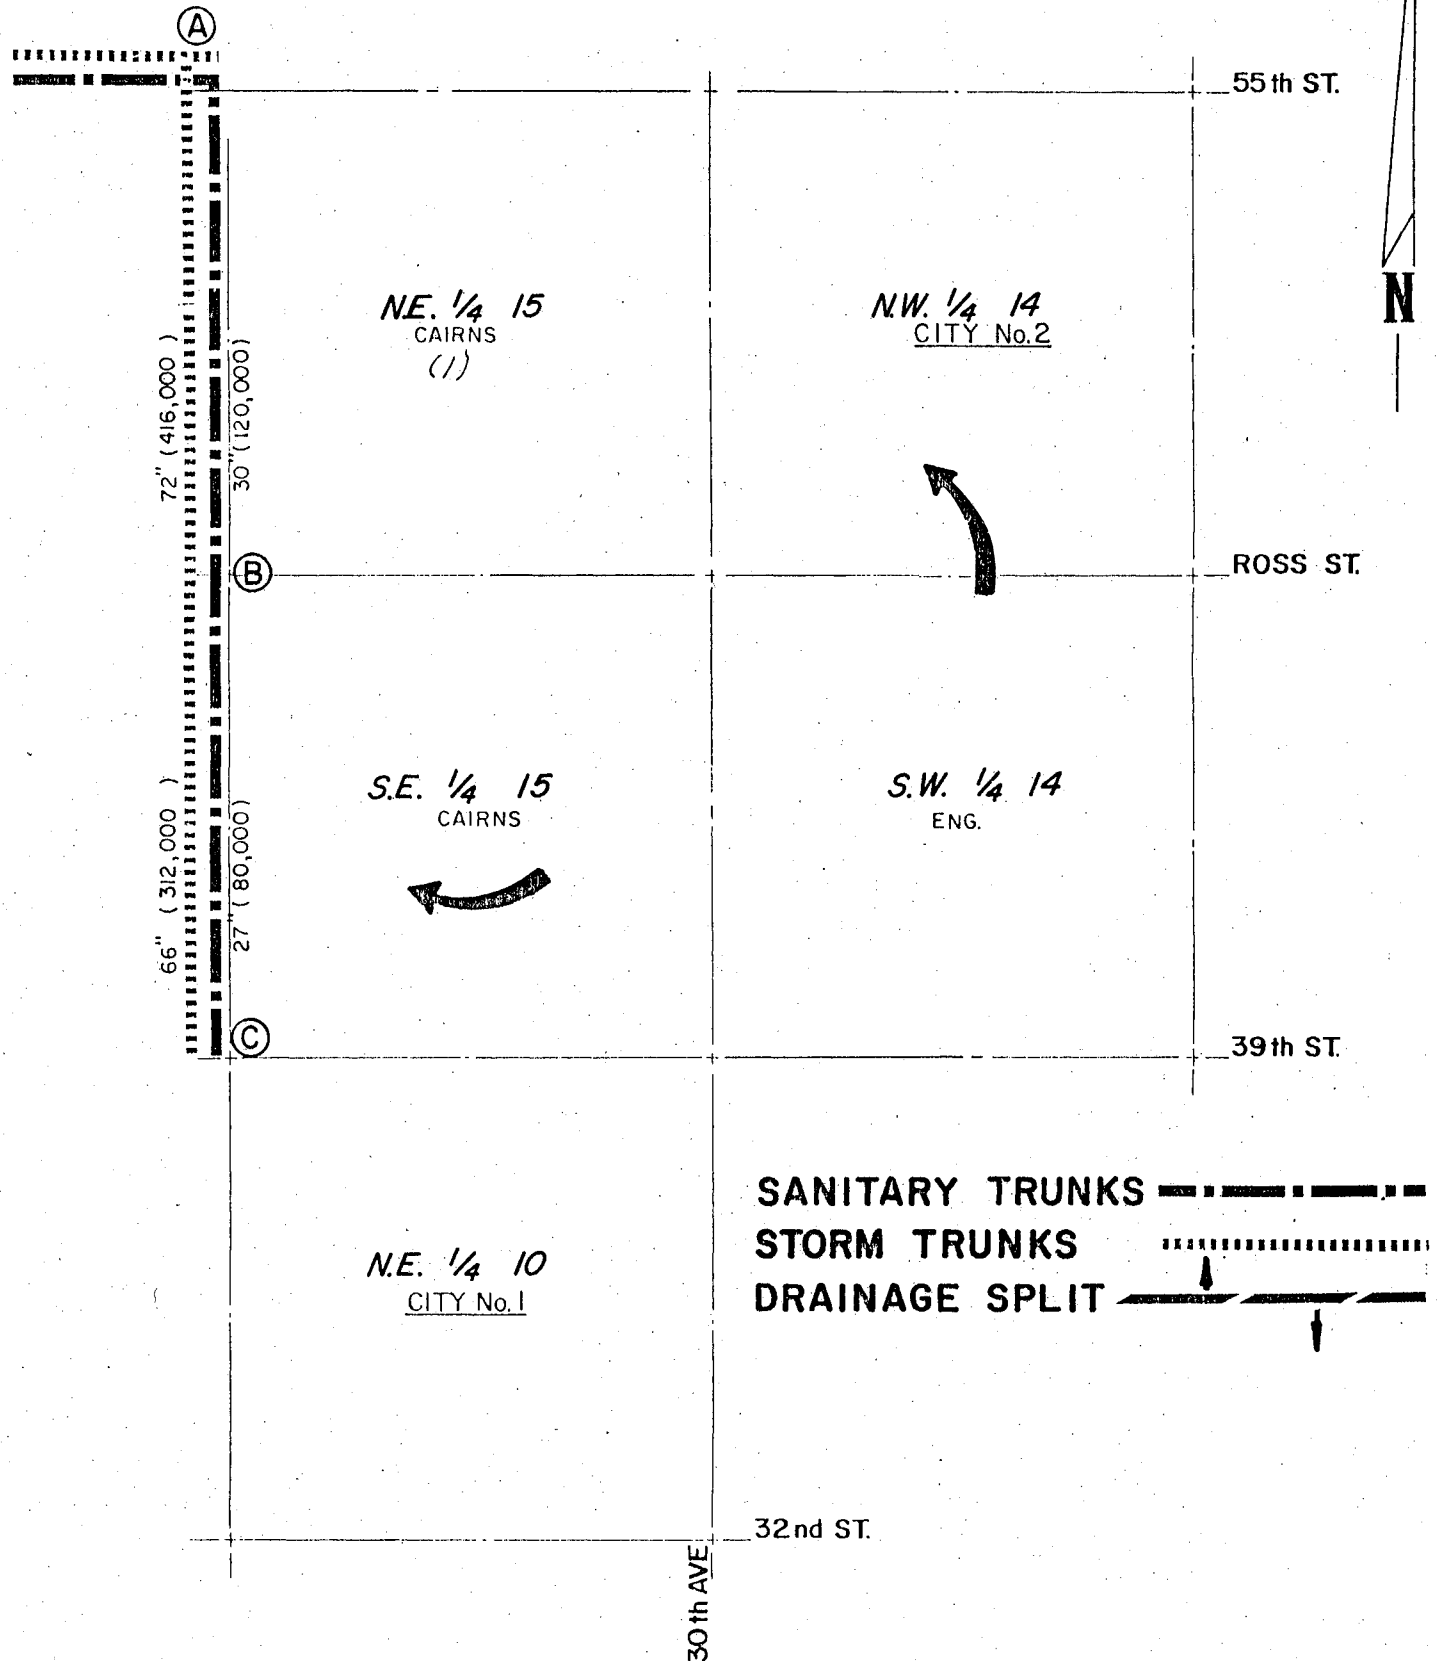 A
55th ST.
N.E. 1/4 15
CAIRNS
(1)
N.W. 1/4 14
CITY No.2
N
72" (416,000 )
30" (120,000)
B
ROSS ST.
S.E. 1/4 15
CAIRNS
S.W. 1/4 14
ENG.
66" ( 312,000 )
27" ( 80,000)
C
39th ST.
SANITARY TRUNKS
STORM TRUNKS
DRAINAGE SPLIT
N.E. 1/4 10
CITY No.1
32nd ST.
30th AVE